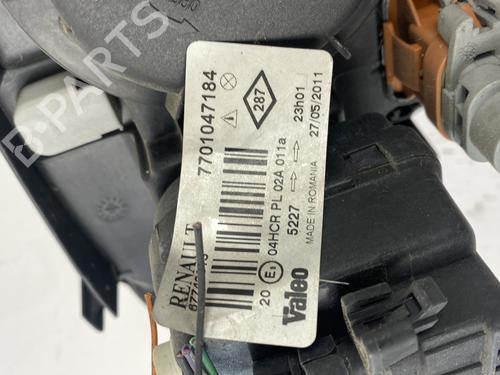 B-PARTS
7701047184
287
23h01
27/05/2011
RENAULT
20 E1 04HCR PL 02A 011a
5227
MADE IN ROMANIA
Valeo